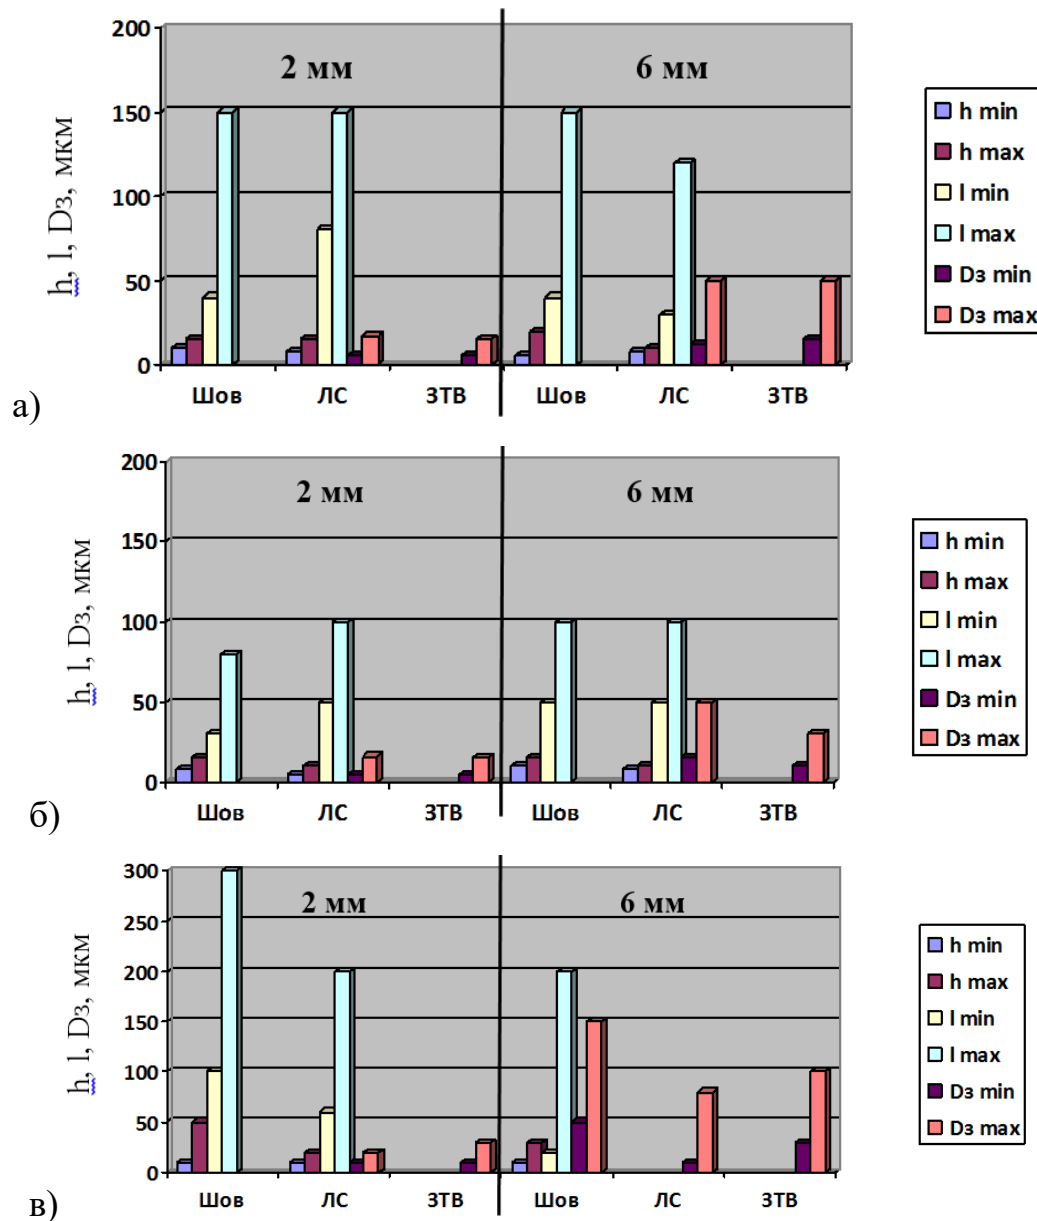 200
150
100
50
0
h, l, Dз, мкм
2 мм
6 мм
Шов ЛС ЗТВ Шов ЛС ЗТВ
h min
h max
l min
l max
Dз min
Dз max
а)
200
150
100
50
0
h, l, Dз, мкм
2 мм
6 мм
Шов ЛС ЗТВ Шов ЛС ЗТВ
h min
h max
l min
l max
Dз min
Dз max
б)
300
250
200
150
100
50
0
h, l, Dз, мкм
2 мм
6 мм
Шов ЛС ЗТВ Шов ЛС ЗТВ
h min
h max
l min
l max
Dз min
Dз max
в)